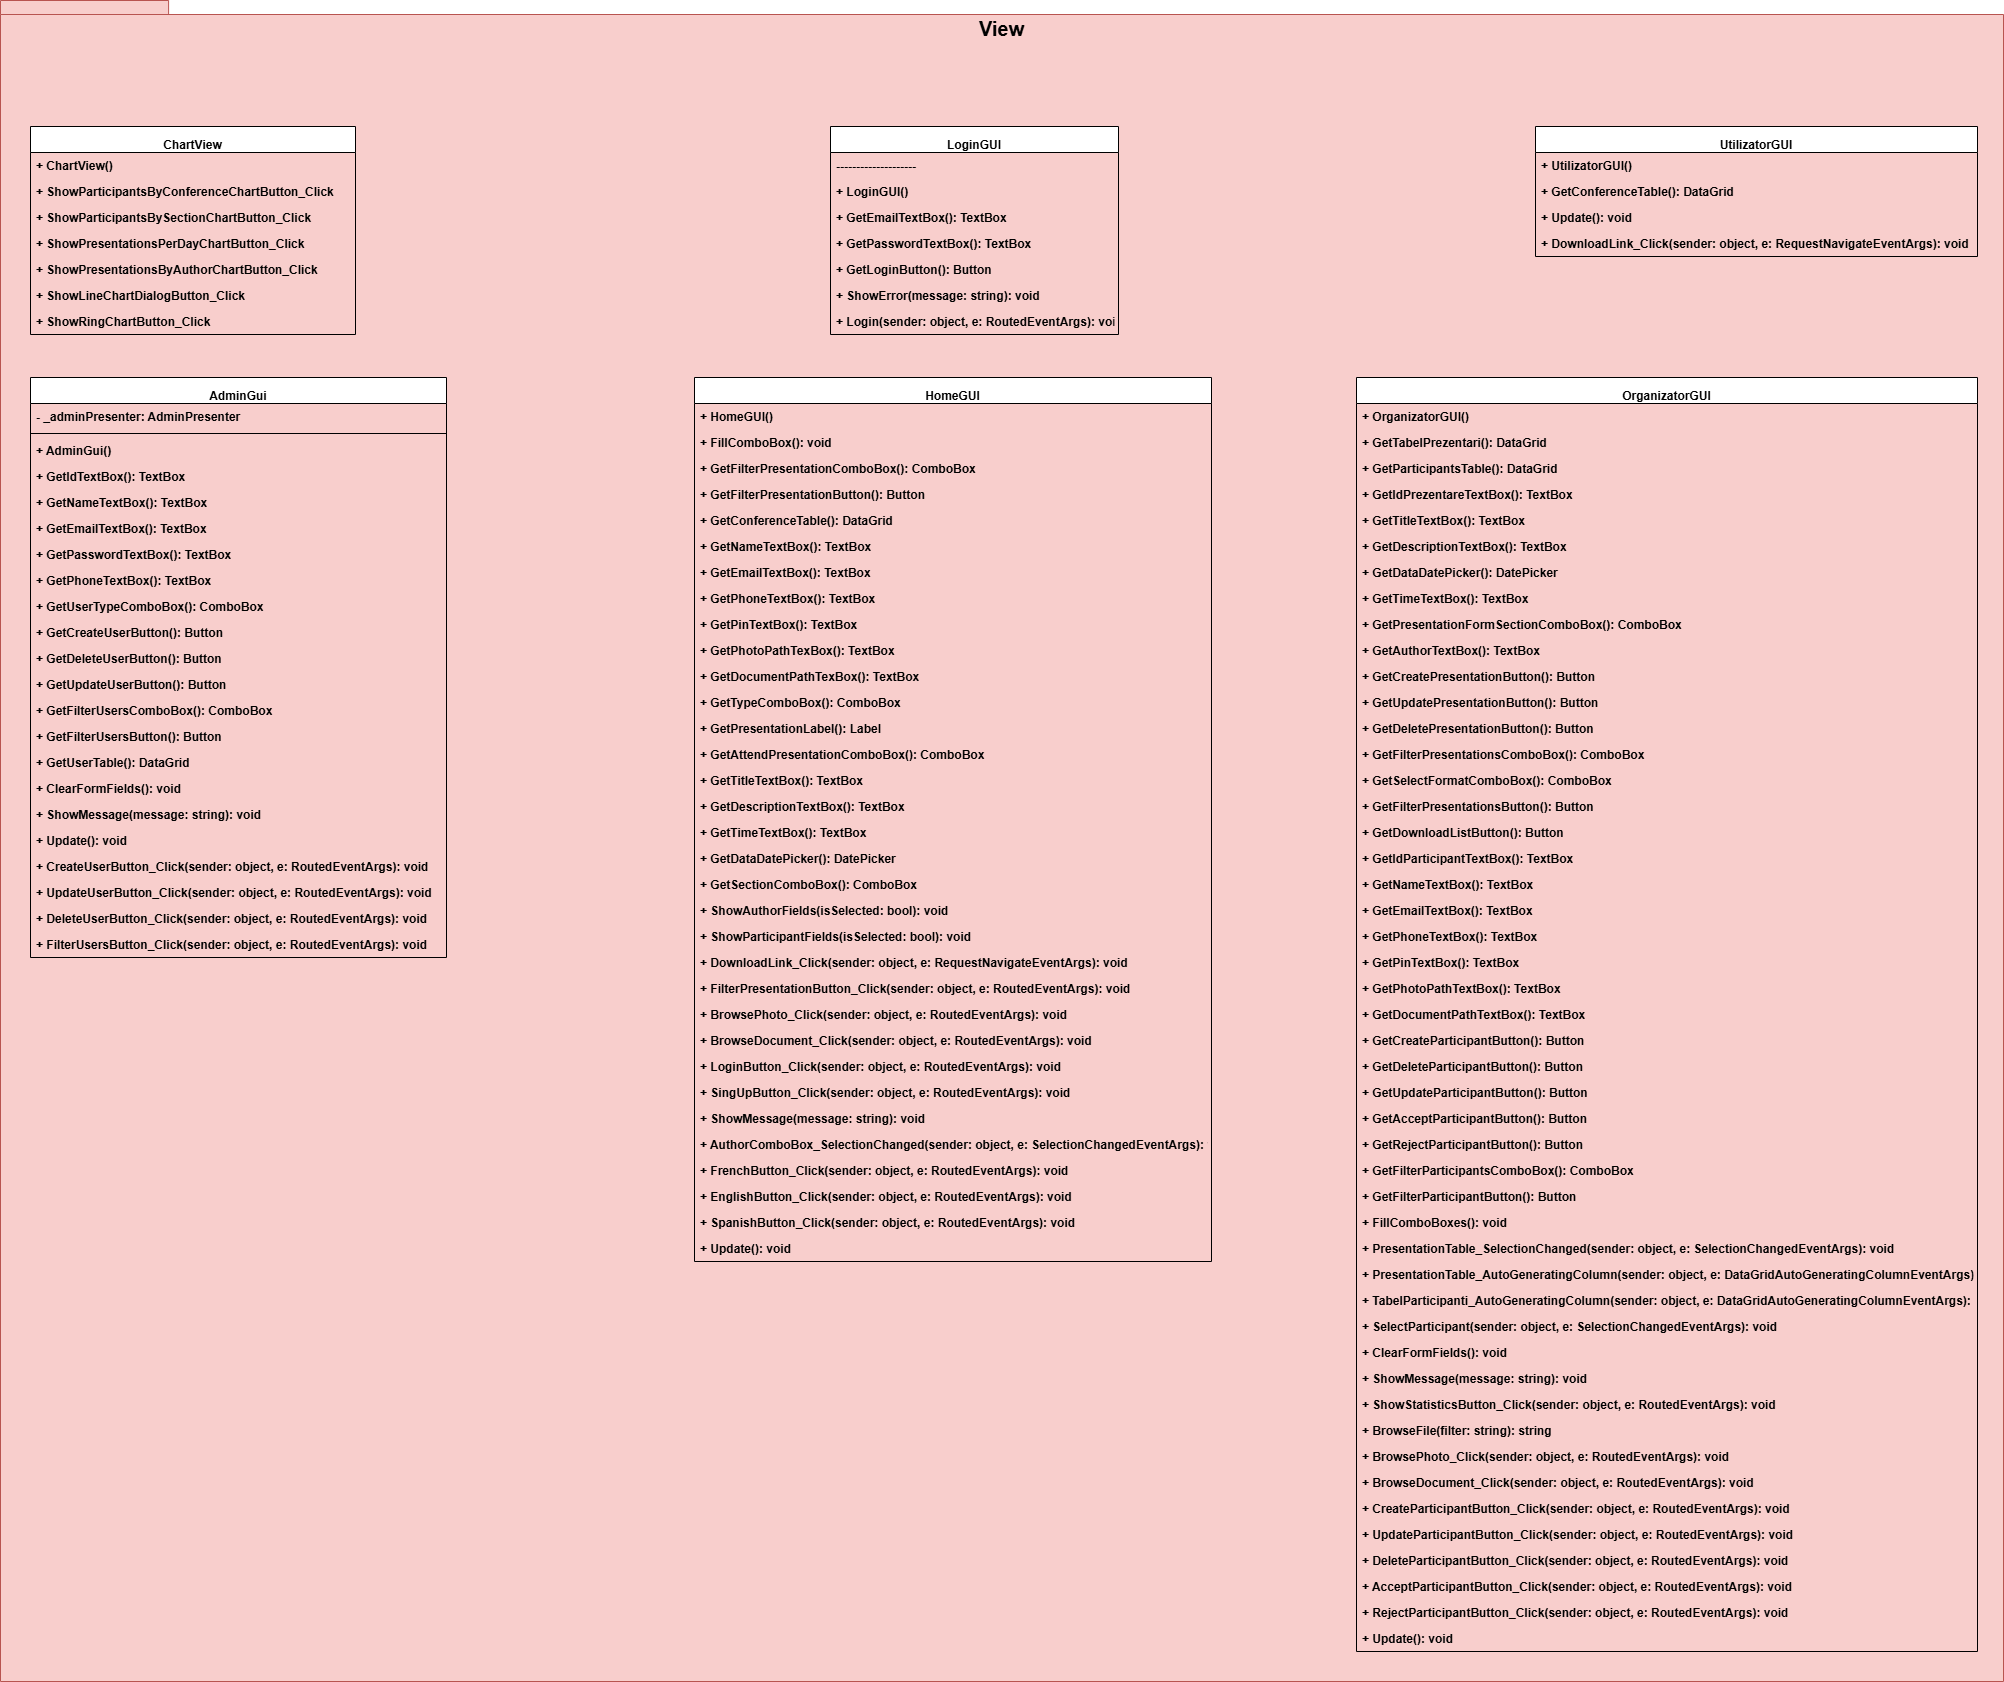 View
ChartView
+ ChartView()
+ ShowParticipantsByConferenceChartButton_Click
+ ShowParticipantsBySectionChartButton_Click
+ ShowPresentationsPerDayChartButton_Click
+ ShowPresentationsByAuthorChartButton_Click
+ ShowLineChartDialogButton_Click
+ ShowRingChartButton_Click
LoginGUI
--------------------
+ LoginGUI()
+ GetEmailTextBox(): TextBox
+ GetPasswordTextBox(): TextBox
+ GetLoginButton(): Button
+ ShowError(message: string): void
+ Login(sender: object, e: RoutedEventArgs): voi
UtilizatorGUI
+ UtilizatorGUI()
+ GetConferenceTable(): DataGrid
+ Update(): void
+ DownloadLink_Click(sender: object, e: RequestNavigateEventArgs): void
AdminGui
- _adminPresenter: AdminPresenter
+ AdminGui()
+ GetIdTextBox(): TextBox
+ GetNameTextBox(): TextBox
+ GetEmailTextBox(): TextBox
+ GetPasswordTextBox(): TextBox
+ GetPhoneTextBox(): TextBox
+ GetUserTypeComboBox(): ComboBox
+ GetCreateUserButton(): Button
+ GetDeleteUserButton(): Button
+ GetUpdateUserButton(): Button
+ GetFilterUsersComboBox(): ComboBox
+ GetFilterUsersButton(): Button
+ GetUserTable(): DataGrid
+ ClearFormFields(): void
+ ShowMessage(message: string): void
+ Update(): void
+ CreateUserButton_Click(sender: object, e: RoutedEventArgs): void
+ UpdateUserButton_Click(sender: object, e: RoutedEventArgs): void
+ DeleteUserButton_Click(sender: object, e: RoutedEventArgs): void
+ FilterUsersButton_Click(sender: object, e: RoutedEventArgs): void
HomeGUI
+ HomeGUI()
+ FillComboBox(): void
+ GetFilterPresentationComboBox(): ComboBox
+ GetFilterPresentationButton(): Button
+ GetConferenceTable(): DataGrid
+ GetNameTextBox(): TextBox
+ GetEmailTextBox(): TextBox
+ GetPhoneTextBox(): TextBox
+ GetPinTextBox(): TextBox
+ GetPhotoPathTexBox(): TextBox
+ GetDocumentPathTexBox(): TextBox
+ GetTypeComboBox(): ComboBox
+ GetPresentationLabel(): Label
+ GetAttendPresentationComboBox(): ComboBox
+ GetTitleTextBox(): TextBox
+ GetDescriptionTextBox(): TextBox
+ GetTimeTextBox(): TextBox
+ GetDataDatePicker(): DatePicker
+ GetSectionComboBox(): ComboBox
+ ShowAuthorFields(isSelected: bool): void
+ ShowParticipantFields(isSelected: bool): void
+ DownloadLink_Click(sender: object, e: RequestNavigateEventArgs): void
+ FilterPresentationButton_Click(sender: object, e: RoutedEventArgs): void
+ BrowsePhoto_Click(sender: object, e: RoutedEventArgs): void
+ BrowseDocument_Click(sender: object, e: RoutedEventArgs): void
+ LoginButton_Click(sender: object, e: RoutedEventArgs): void
+ SingUpButton_Click(sender: object, e: RoutedEventArgs): void
+ ShowMessage(message: string): void
+ AuthorComboBox_SelectionChanged(sender: object, e: SelectionChangedEventArgs):
+ FrenchButton_Click(sender: object, e: RoutedEventArgs): void
+ EnglishButton_Click(sender: object, e: RoutedEventArgs): void
+ SpanishButton_Click(sender: object, e: RoutedEventArgs): void
+ Update(): void
OrganizatorGUI
+ OrganizatorGUI()
+ GetTabelPrezentari(): DataGrid
+ GetParticipantsTable(): DataGrid
+ GetIdPrezentareTextBox(): TextBox
+ GetTitleTextBox(): TextBox
+ GetDescriptionTextBox(): TextBox
+ GetDataDatePicker(): DatePicker
+ GetTimeTextBox(): TextBox
+ GetPresentationFormSectionComboBox(): ComboBox
+ GetAuthorTextBox(): TextBox
+ GetCreatePresentationButton(): Button
+ GetUpdatePresentationButton(): Button
+ GetDeletePresentationButton(): Button
+ GetFilterPresentationsComboBox(): ComboBox
+ GetSelectFormatComboBox(): ComboBox
+ GetFilterPresentationsButton(): Button
+ GetDownloadListButton(): Button
+ GetIdParticipantTextBox(): TextBox
+ GetNameTextBox(): TextBox
+ GetEmailTextBox(): TextBox
+ GetPhoneTextBox(): TextBox
+ GetPinTextBox(): TextBox
+ GetPhotoPathTextBox(): TextBox
+ GetDocumentPathTextBox(): TextBox
+ GetCreateParticipantButton(): Button
+ GetDeleteParticipantButton(): Button
+ GetUpdateParticipantButton(): Button
+ GetAcceptParticipantButton(): Button
+ GetRejectParticipantButton(): Button
+ GetFilterParticipantsComboBox(): ComboBox
+ GetFilterParticipantButton(): Button
+ FillComboBoxes(): void
+ PresentationTable_SelectionChanged(sender: object, e: SelectionChangedEventArgs): void
+ PresentationTable_AutoGeneratingColumn(sender: object, e: DataGridAutoGeneratingColumnEventArgs)
+ TabelParticipanti_AutoGeneratingColumn(sender: object, e: DataGridAutoGeneratingColumnEventArgs):
+ SelectParticipant(sender: object, e: SelectionChangedEventArgs): void
+ ClearFormFields(): void
+ ShowMessage(message: string): void
+ ShowStatisticsButton_Click(sender: object, e: RoutedEventArgs): void
+ BrowseFile(filter: string): string
+ BrowsePhoto_Click(sender: object, e: RoutedEventArgs): void
+ BrowseDocument_Click(sender: object, e: RoutedEventArgs): void
+ CreateParticipantButton_Click(sender: object, e: RoutedEventArgs): void
+ UpdateParticipantButton_Click(sender: object, e: RoutedEventArgs): void
+ DeleteParticipantButton_Click(sender: object, e: RoutedEventArgs): void
+ AcceptParticipantButton_Click(sender: object, e: RoutedEventArgs): void
+ RejectParticipantButton_Click(sender: object, e: RoutedEventArgs): void
+ Update(): void